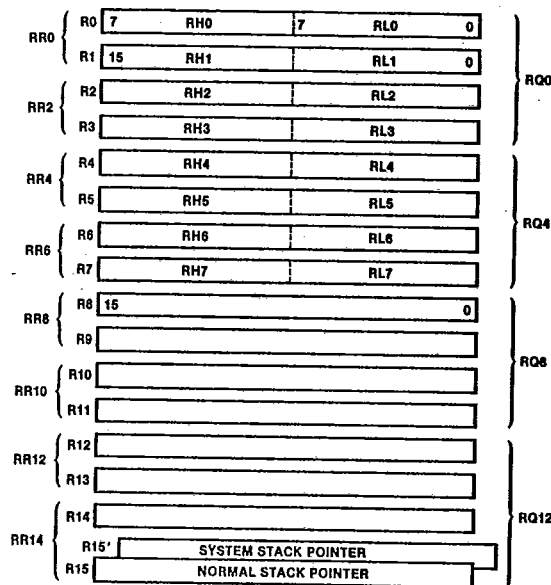 RR0 R0 7 RH0 7 RL0 0
R1 15 RH1 RL1 0
RQ0
RR2 R2 RH2 RL2
R3 RH3 RL3
RR4 R4 RH4 RL4
R5 RH5 RL5
RQ4
RR6 R6 RH6 RL6
R7 RH7 RL7
RR8 R8 15 0
R9
RQ8
RR10 R10
R11
RR12 R12
R13
RQ12
RR14 R14
R15' SYSTEM STACK POINTER
R15 NORMAL STACK POINTER